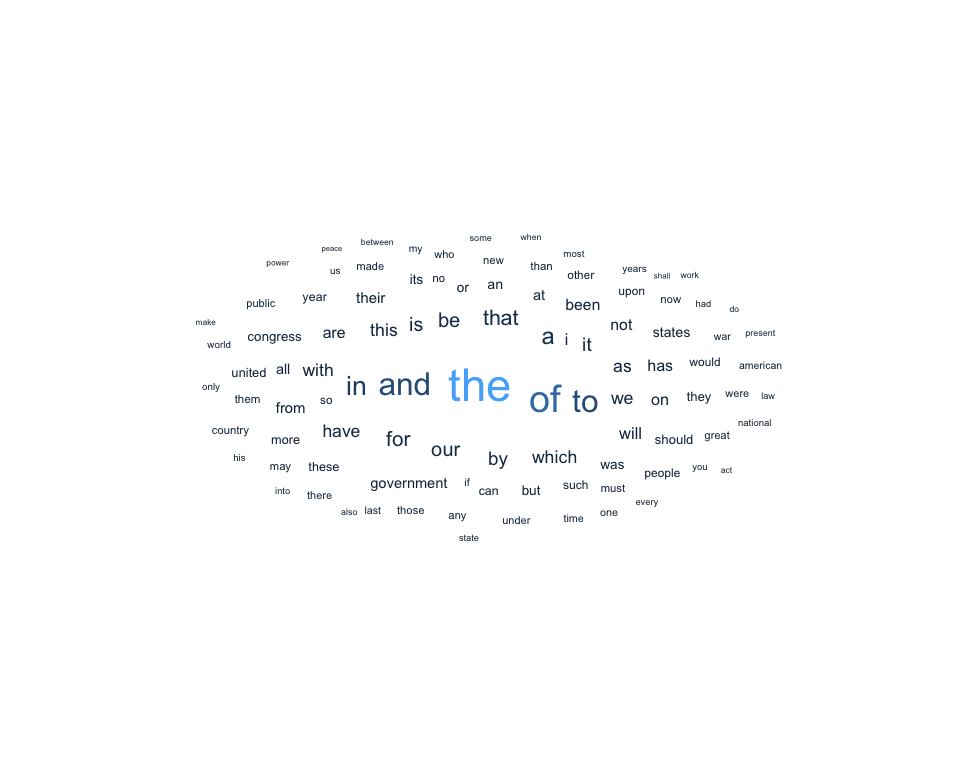 some when
between
peace my who most
power us made new than other years shall work
its no or an
public year their at been upon now had do
make congress are this is be that a i it not states war present
world
united all with in and the of to as has would american
only them from so we on they were law
country more have for our by which will should great national
his may these was people you act
into there government if can but such must every
also last those any under time one
state